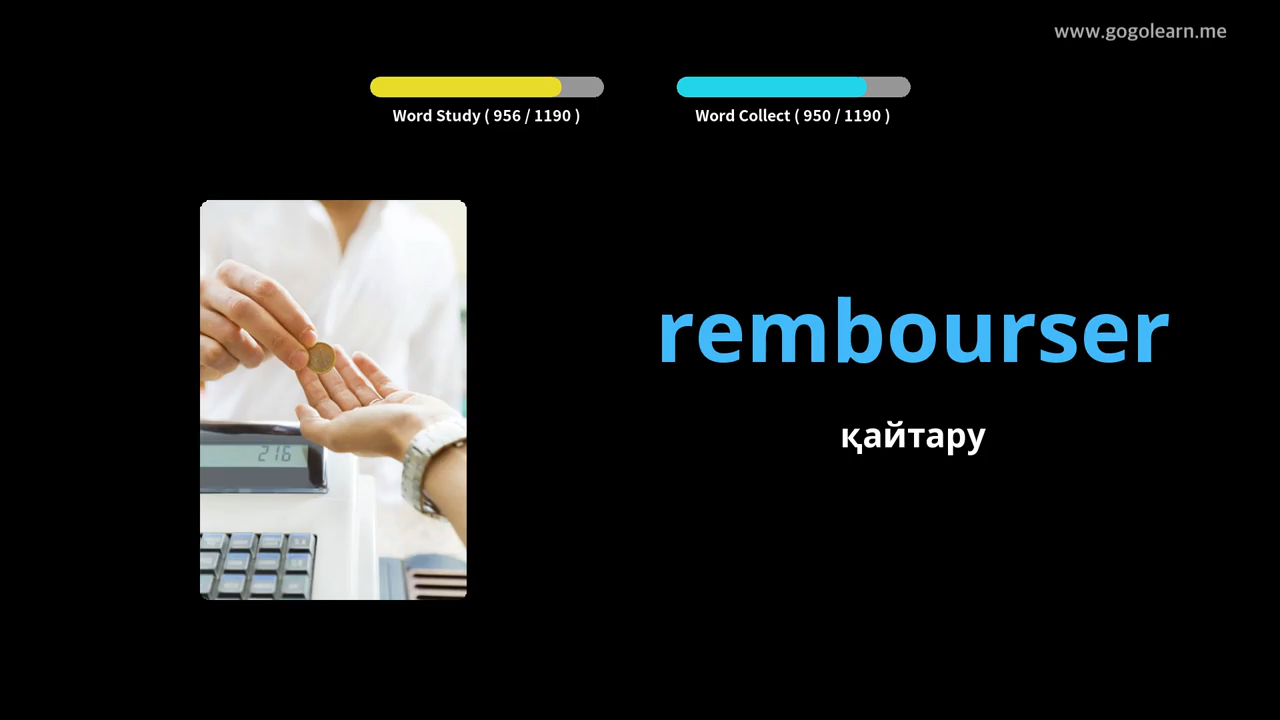 www.gogolearn.me
Word Study ( 956 / 1190 )
Word Collect ( 950 / 1190 )
rembourser
қайтару
216